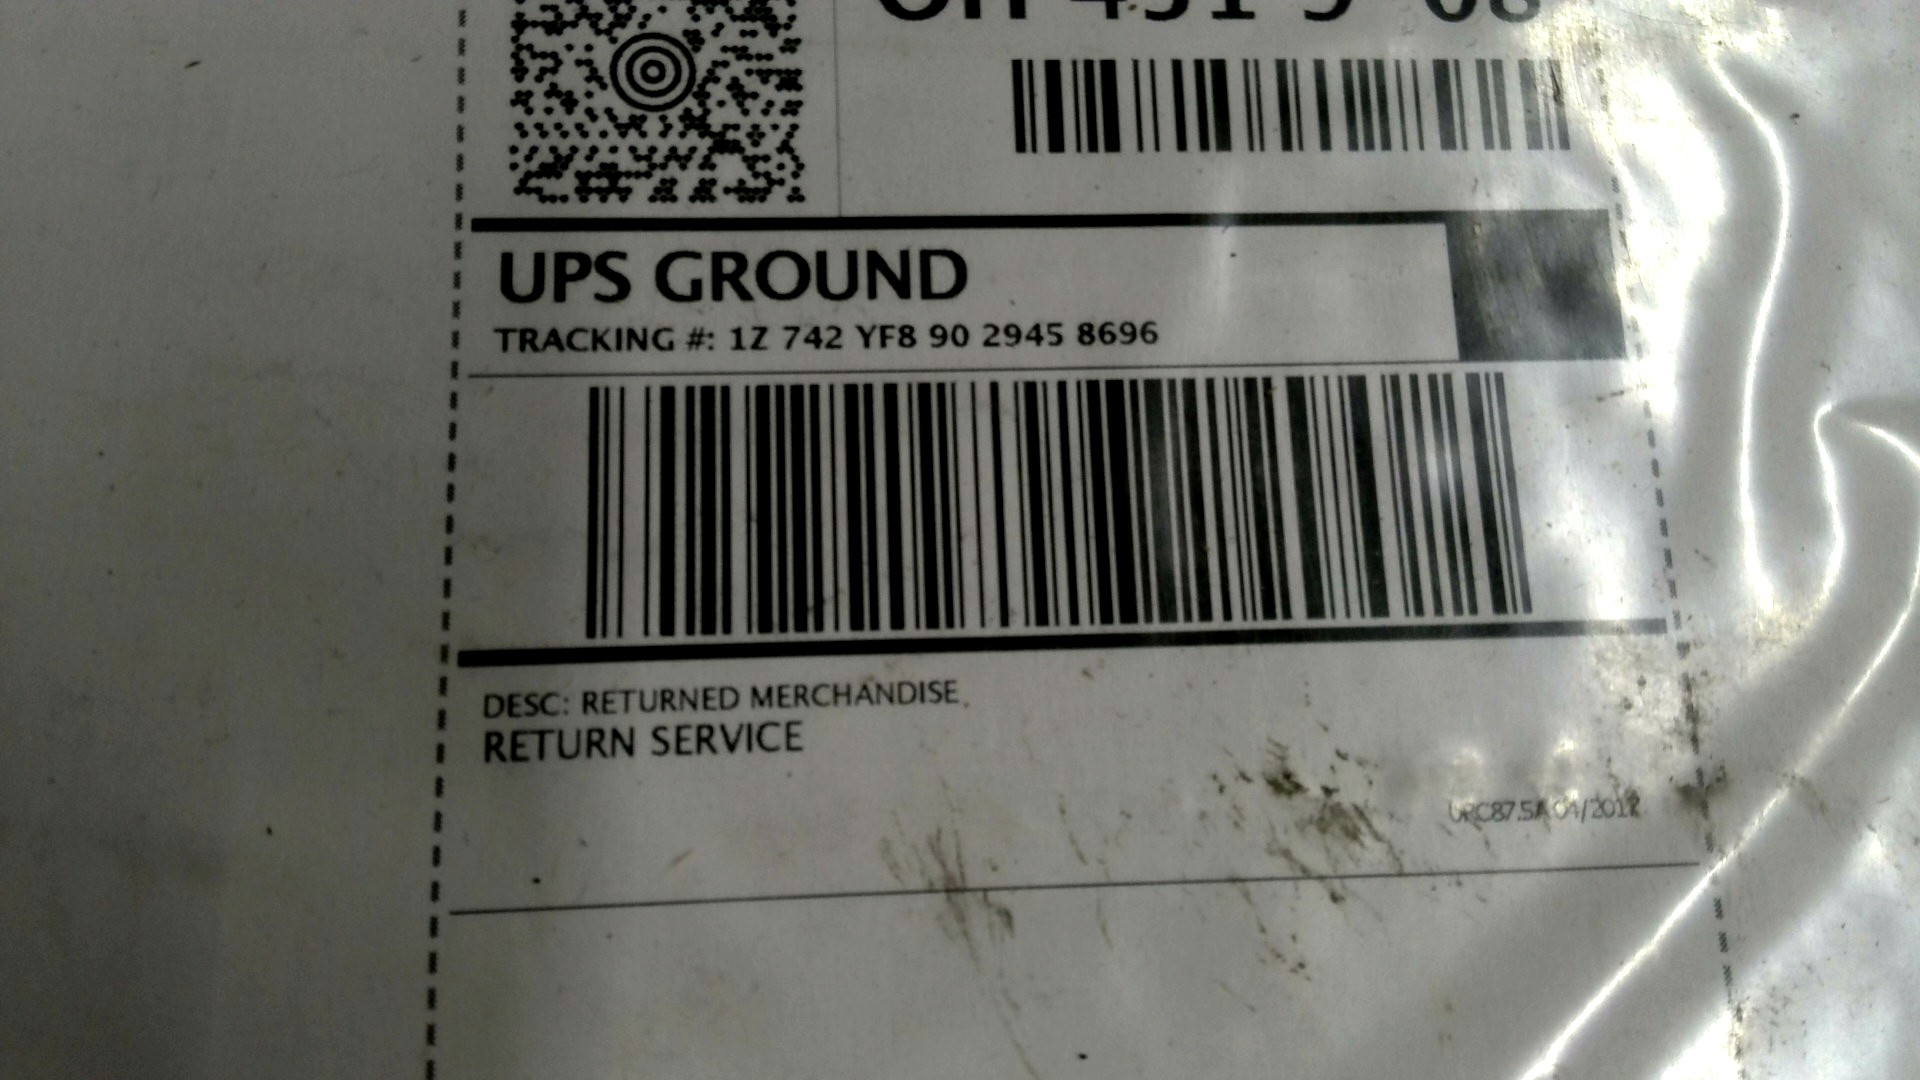 UPS GROUND
TRACKING #: 1Z 742 YF8 90 2945 8696
DESC: RETURNED MERCHANDISE
RETURN SERVICE